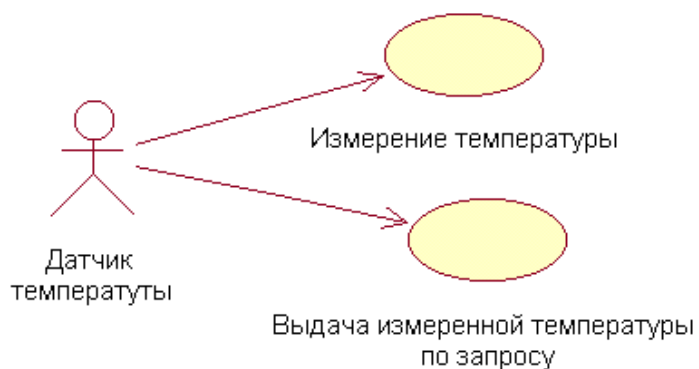 Измерение температуры
Датчик
температуты
Выдача измеренной температуры
по запросу